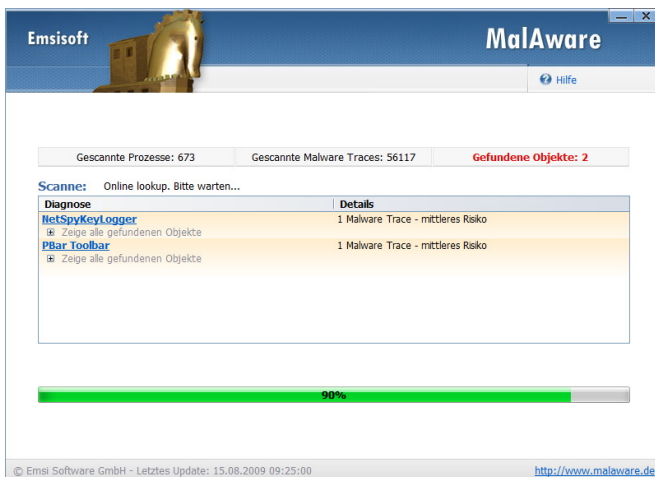 Emsisoft
MalAware
Hilfe
Gescannte Prozesse: 673 Gescannte Malware Traces: 56117 Gefundene Objekte: 2
Scanne: Online lookup. Bitte warten...
Diagnose Details
NetSpyKeyLogger 1 Malware Trace - mittleres Risiko
Zeige alle gefundenen Objekte
PBar Toolbar 1 Malware Trace - mittleres Risiko
Zeige alle gefundenen Objekte
90%
© Emsi Software GmbH - Letztes Update: 15.08.2009 09:25:00 http://www.malaware.de